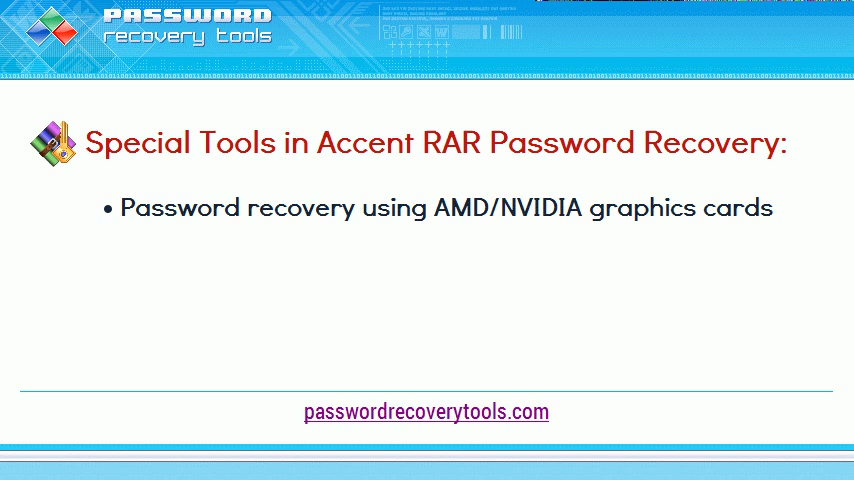 PASSWORD
recovery tools
Special Tools in Accent RAR Password Recovery:
• Password recovery using AMD/NVIDIA graphics cards
passwordrecoverytools.com